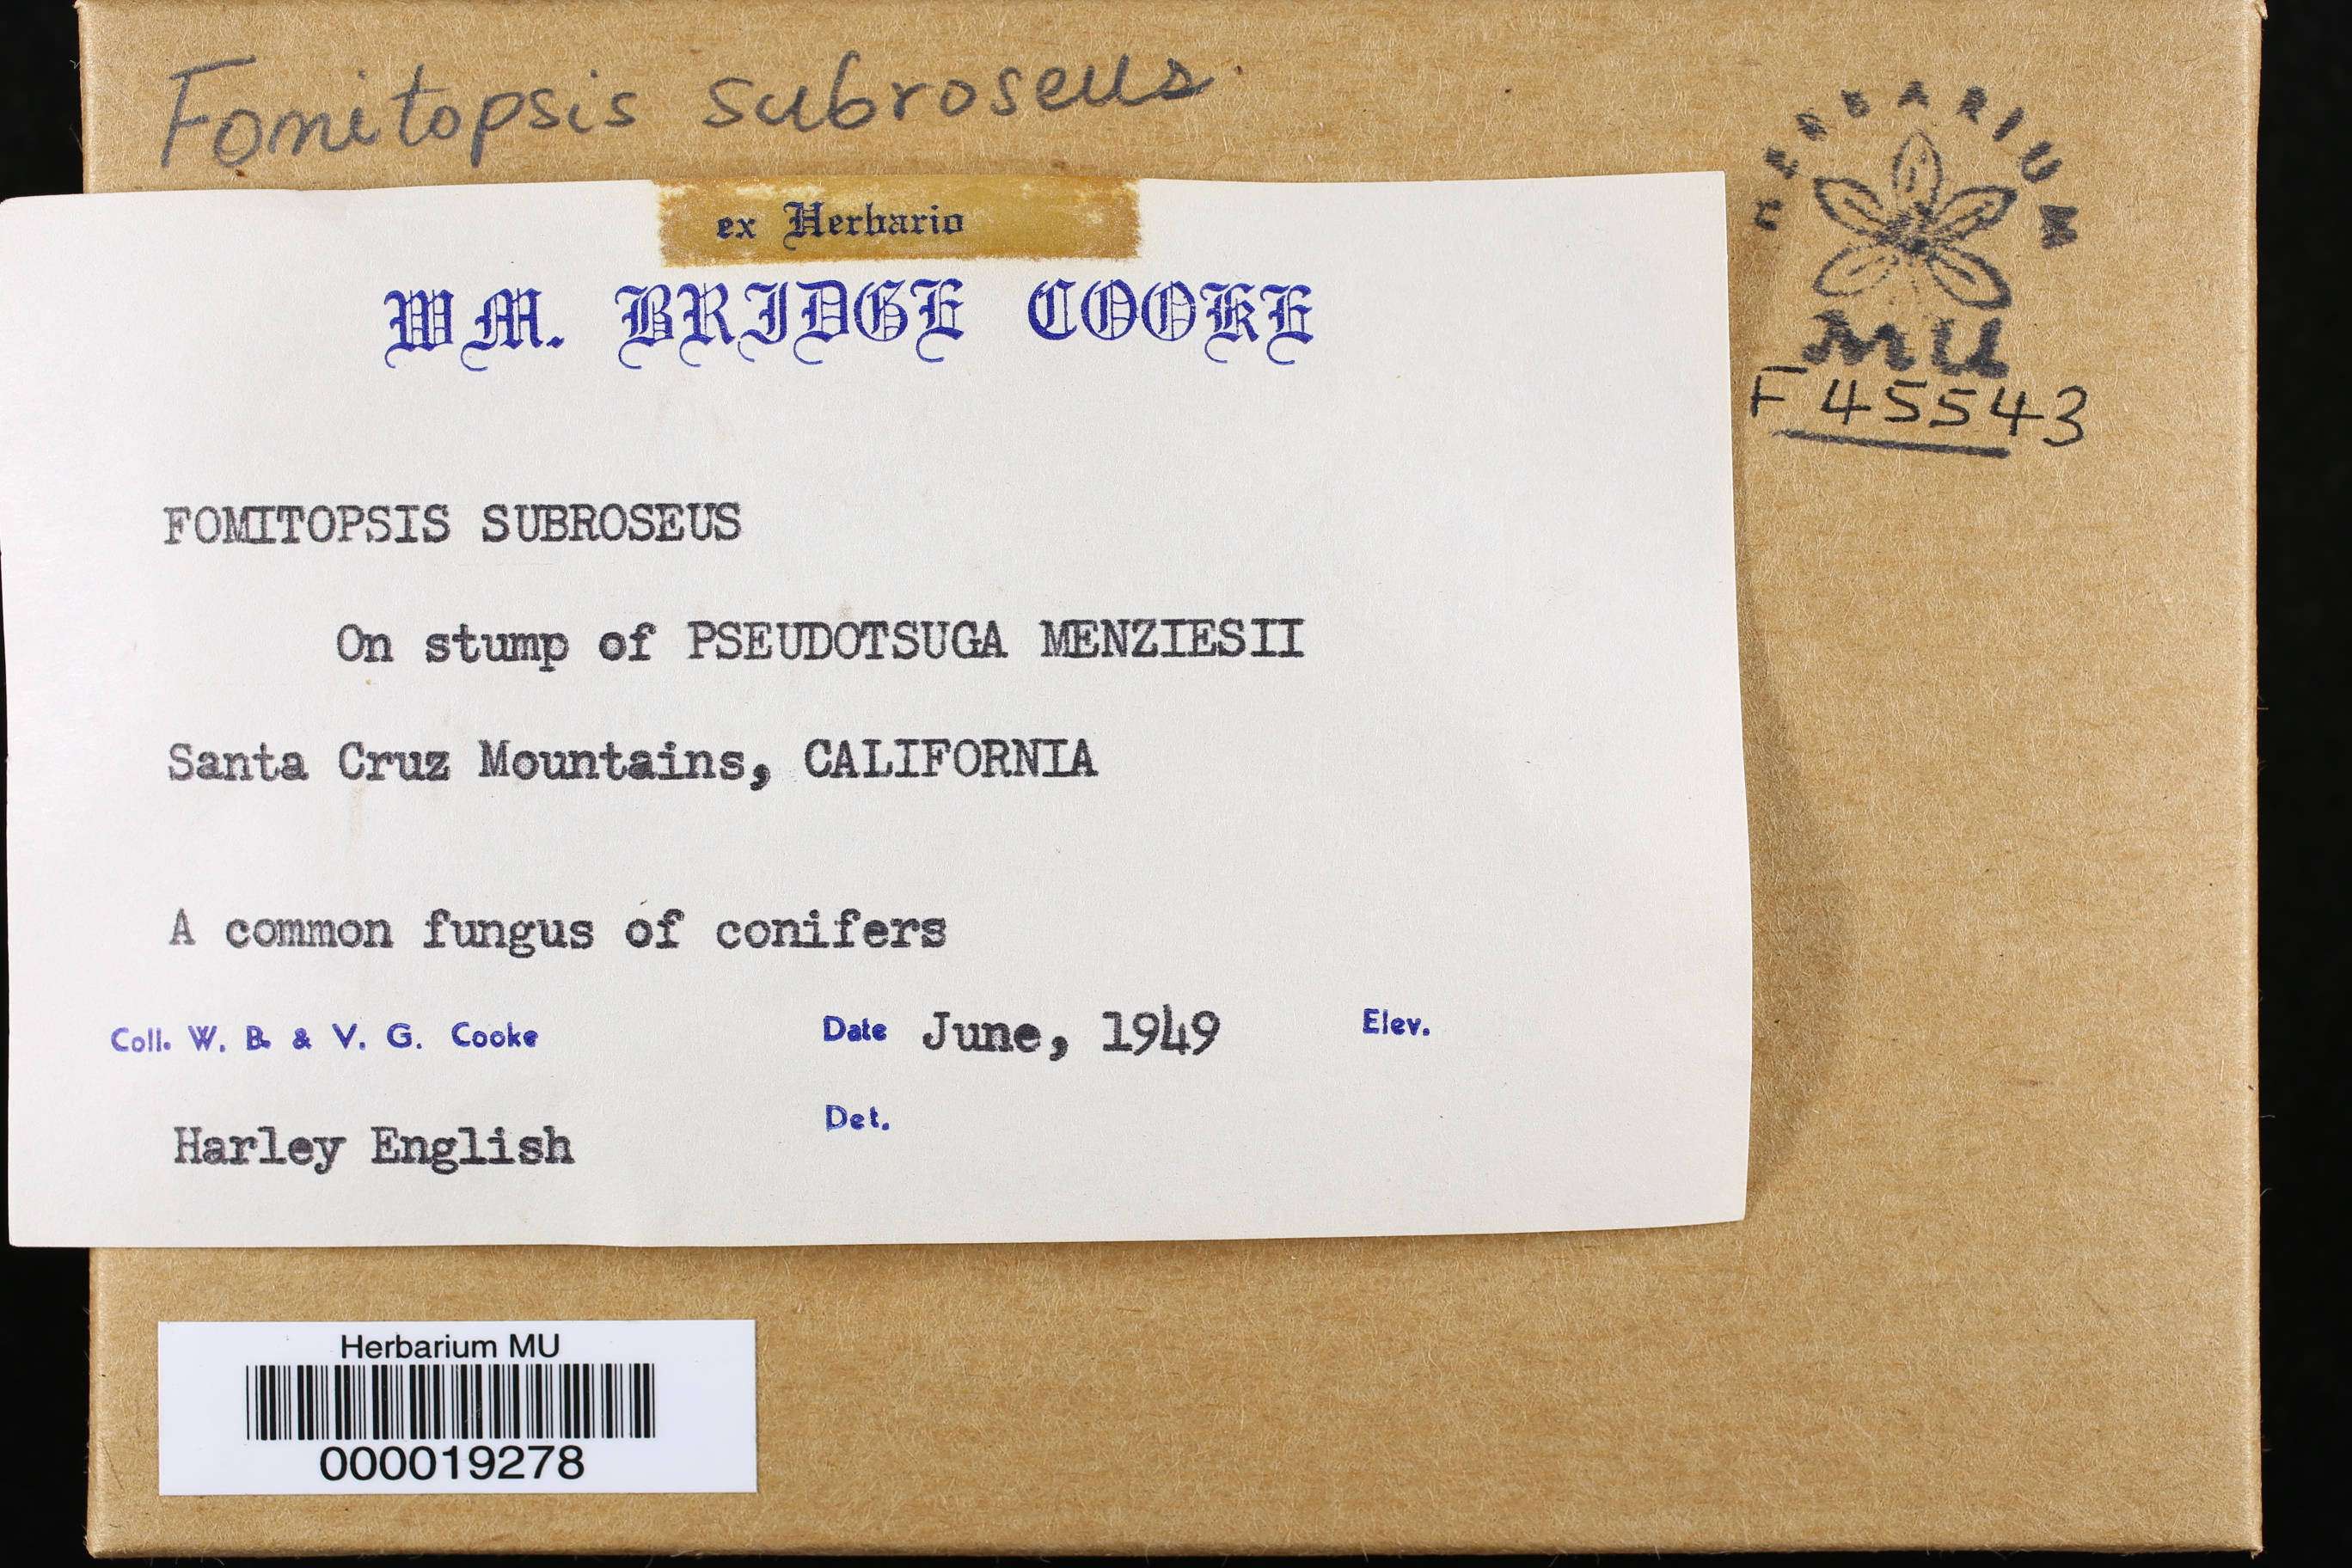 Fomitopsis subroseus.
HERBARIUM
MU
F 45543
ex Herbario
WM. BRIDGE COOKE
FOMITOPSIS SUBROSEUS
On stump of PSEUDOTSUGA MENZIESII
Santa Cruz Mountains, CALIFORNIA
A common fungus of conifers
Coll. W. B. & V. G. Cooke Date June, 1949 Elev.
Harley English Det.
Herbarium MU
000019278